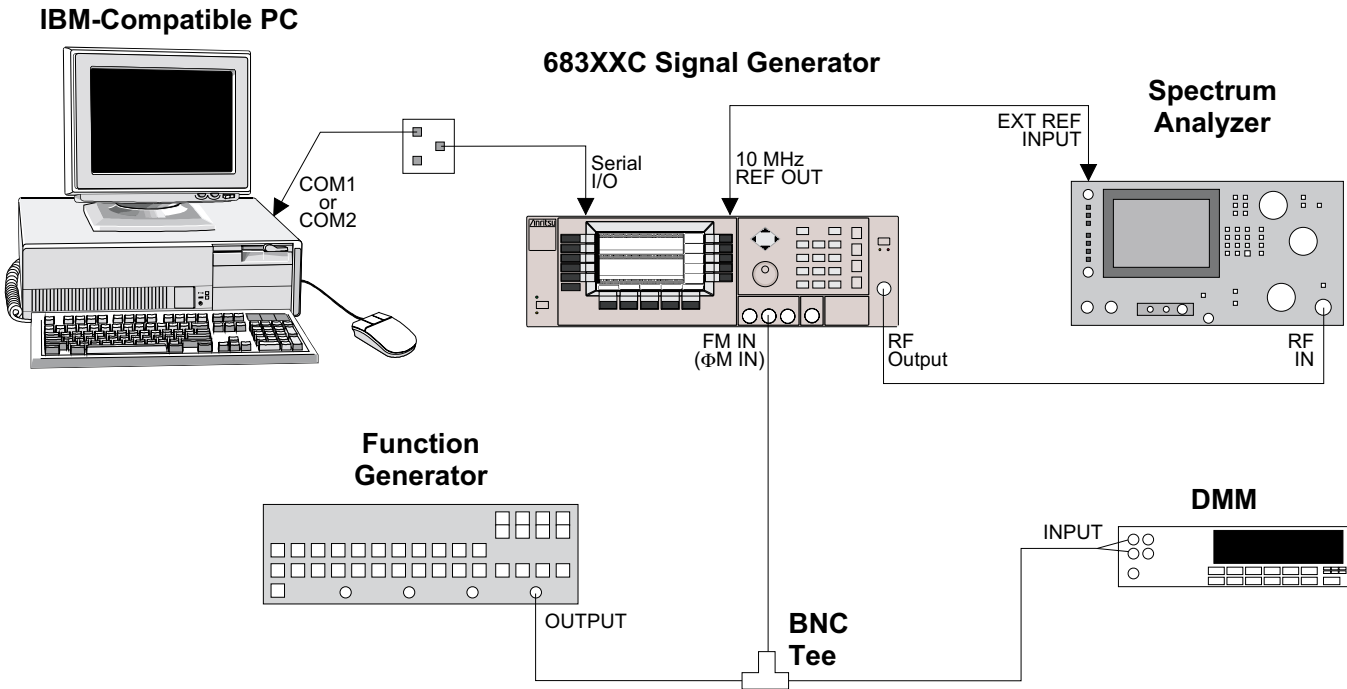 IBM-Compatible PC
683XXC Signal Generator
Spectrum
Analyzer
EXT REF
INPUT
Serial
I/O
10 MHz
REF OUT
COM1
or
COM2
Anritsu
FM IN
(ΦM IN)
RF
Output
RF
IN
Function
Generator
DMM
INPUT
OUTPUT
BNC
Tee